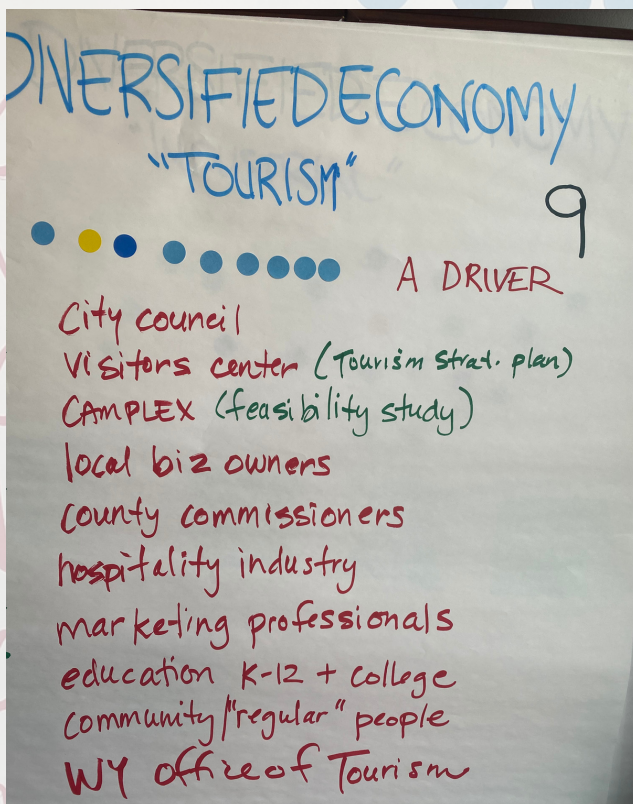 DIVERSIFIED ECONOMY
"TOURISM"
9
A DRIVER
City council
Visitors center (Tourism Strat. plan)
CAMPLEX (feasibility study)
local biz owners
county commissioners
hospitality industry
marketing professionals
education K-12 + college
community/"regular" people
WY office of Tourism